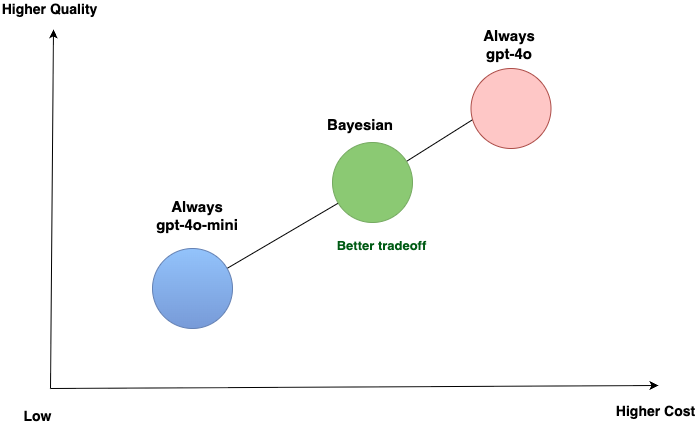 Higher Quality
Always
gpt-4o
Bayesian
Always
gpt-4o-mini
Better tradeoff
Low
Higher Cost